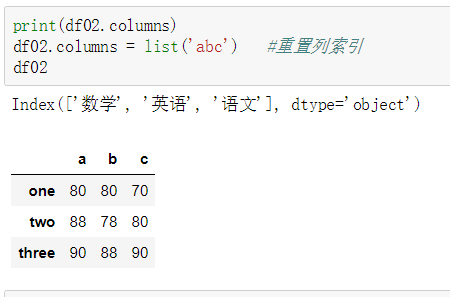 print(df02.columns)
df02.columns = list('abc')   #重置列索引
df02
Index(['数学', '英语', '语文'], dtype='object')
a b c
one 80 80 70
two 88 78 80
three 90 88 90